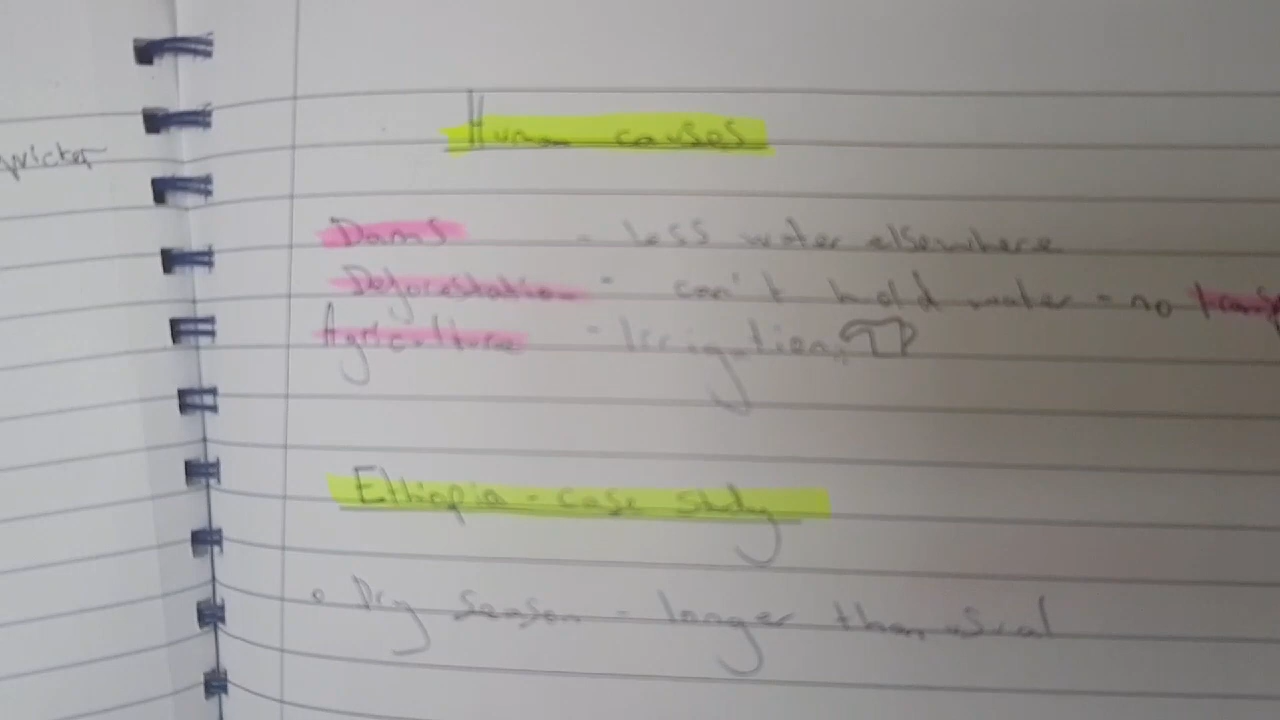 quicker
Human causes
Dams - less water elsewhere
Deforestation - can't hold water - no
Agriculture - Irrigation
Ethiopia - case study
Dry season - longer than usual